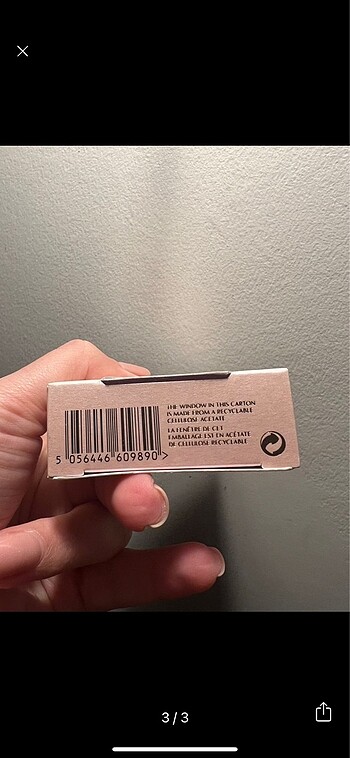 THE WINDOW IN THIS CARTON
IS MADE FROM A RECYCLABLE
CELLULOSE ACETATE
LA FENÊTRE DE CET
EMBALLAGE EST EN ACÉTATE
DE CELLULOSE RECYCLABLE
5 056446 609890 >
3/3